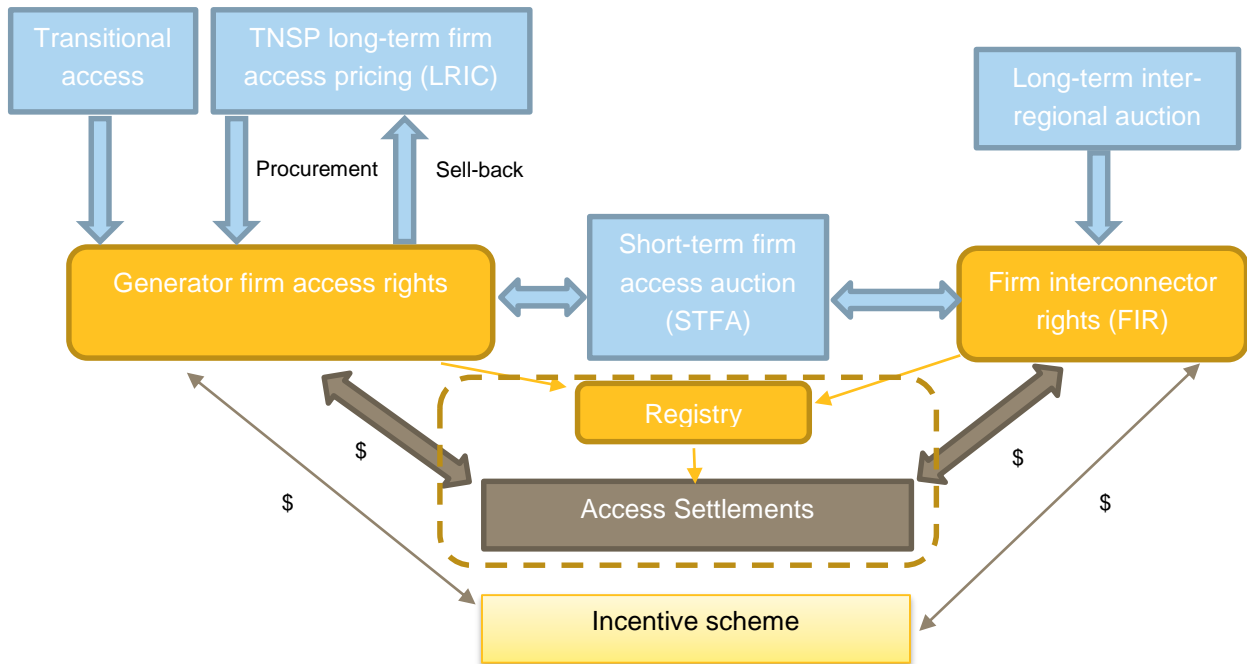 Transitional
access
TNSP long-term firm
access pricing (LRIC)
Long-term inter-
regional auction
Procurement
Sell-back
Generator firm access rights
Short-term firm
access auction
(STFA)
Firm interconnector
rights (FIR)
Registry
$
$
Access Settlements
$
$
Incentive scheme